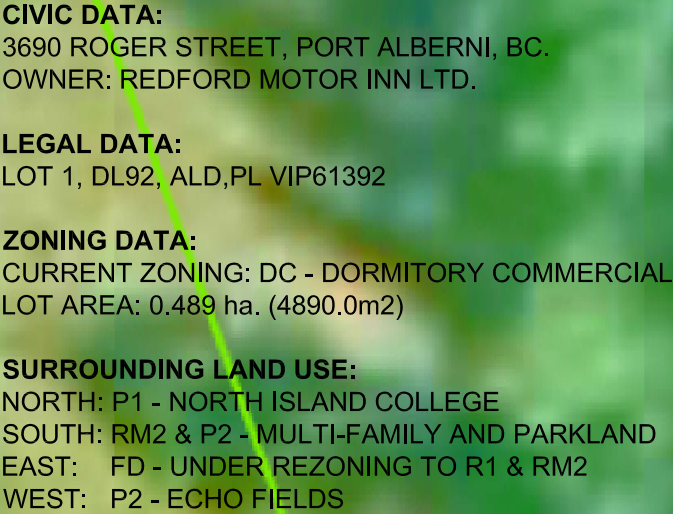 CIVIC DATA:
3690 ROGER STREET, PORT ALBERNI, BC.
OWNER: REDFORD MOTOR INN LTD.
LEGAL DATA:
LOT 1, DL92, ALD,PL VIP61392
ZONING DATA:
CURRENT ZONING: DC - DORMITORY COMMERCIAL
LOT AREA: 0.489 ha. (4890.0m2)
SURROUNDING LAND USE:
NORTH: P1 - NORTH ISLAND COLLEGE
SOUTH: RM2 & P2 - MULTI-FAMILY AND PARKLAND
EAST: FD - UNDER REZONING TO R1 & RM2
WEST: P2 - ECHO FIELDS